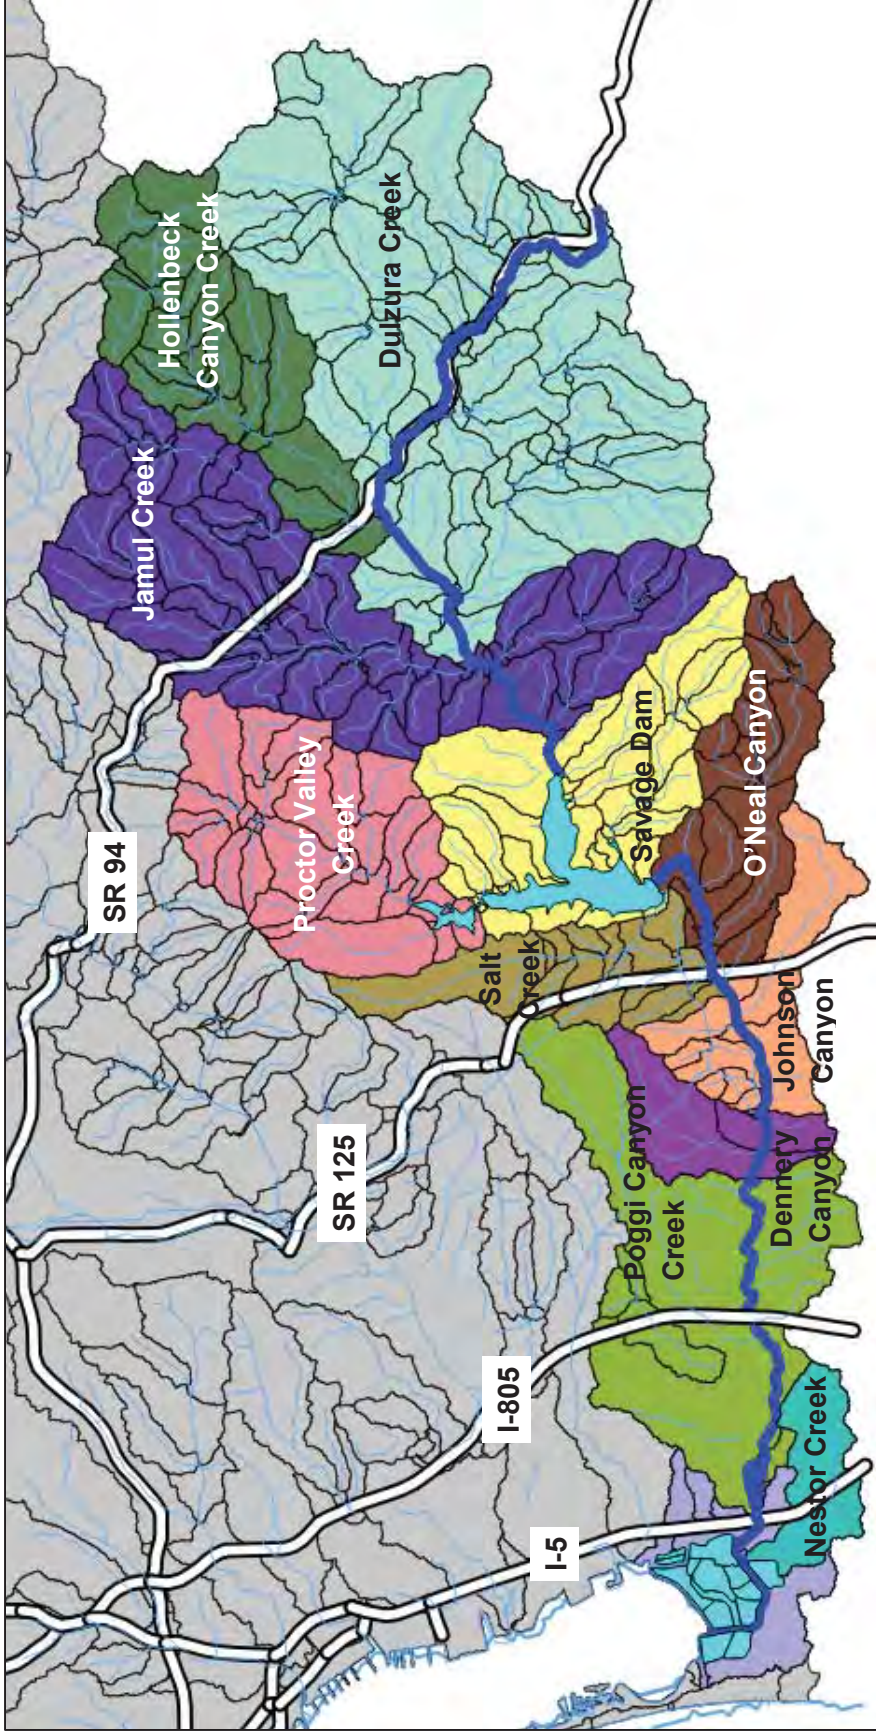 Hollenbeck
Canyon Creek
Dulzura Creek
Jamul Creek
Proctor Valley
Creek
Savage Dam
O'Neal Canyon
SR 94
Salt
Creek
Johnson
Canyon
SR 125
Poggi Canyon
Creek
Dennery
Canyon
I-805
Nestor Creek
I-5